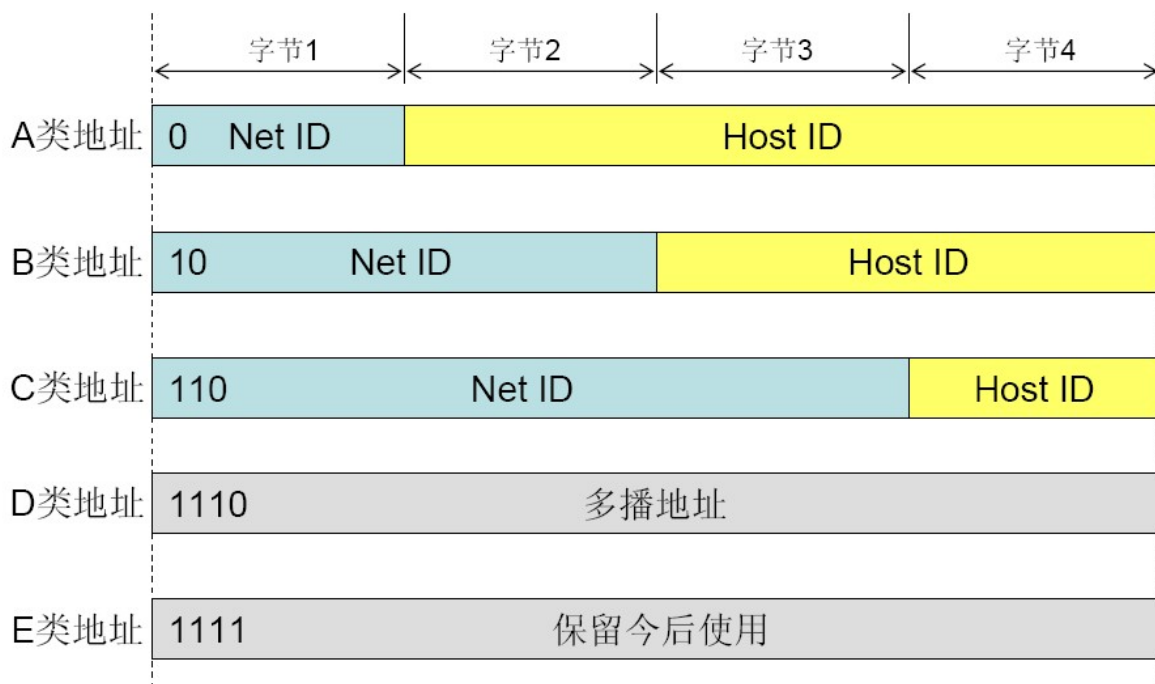 字节1 字节2 字节3 字节4
A类地址 0 Net ID Host ID
B类地址 10 Net ID Host ID
C类地址 110 Net ID Host ID
D类地址 1110 多播地址
E类地址 1111 保留今后使用